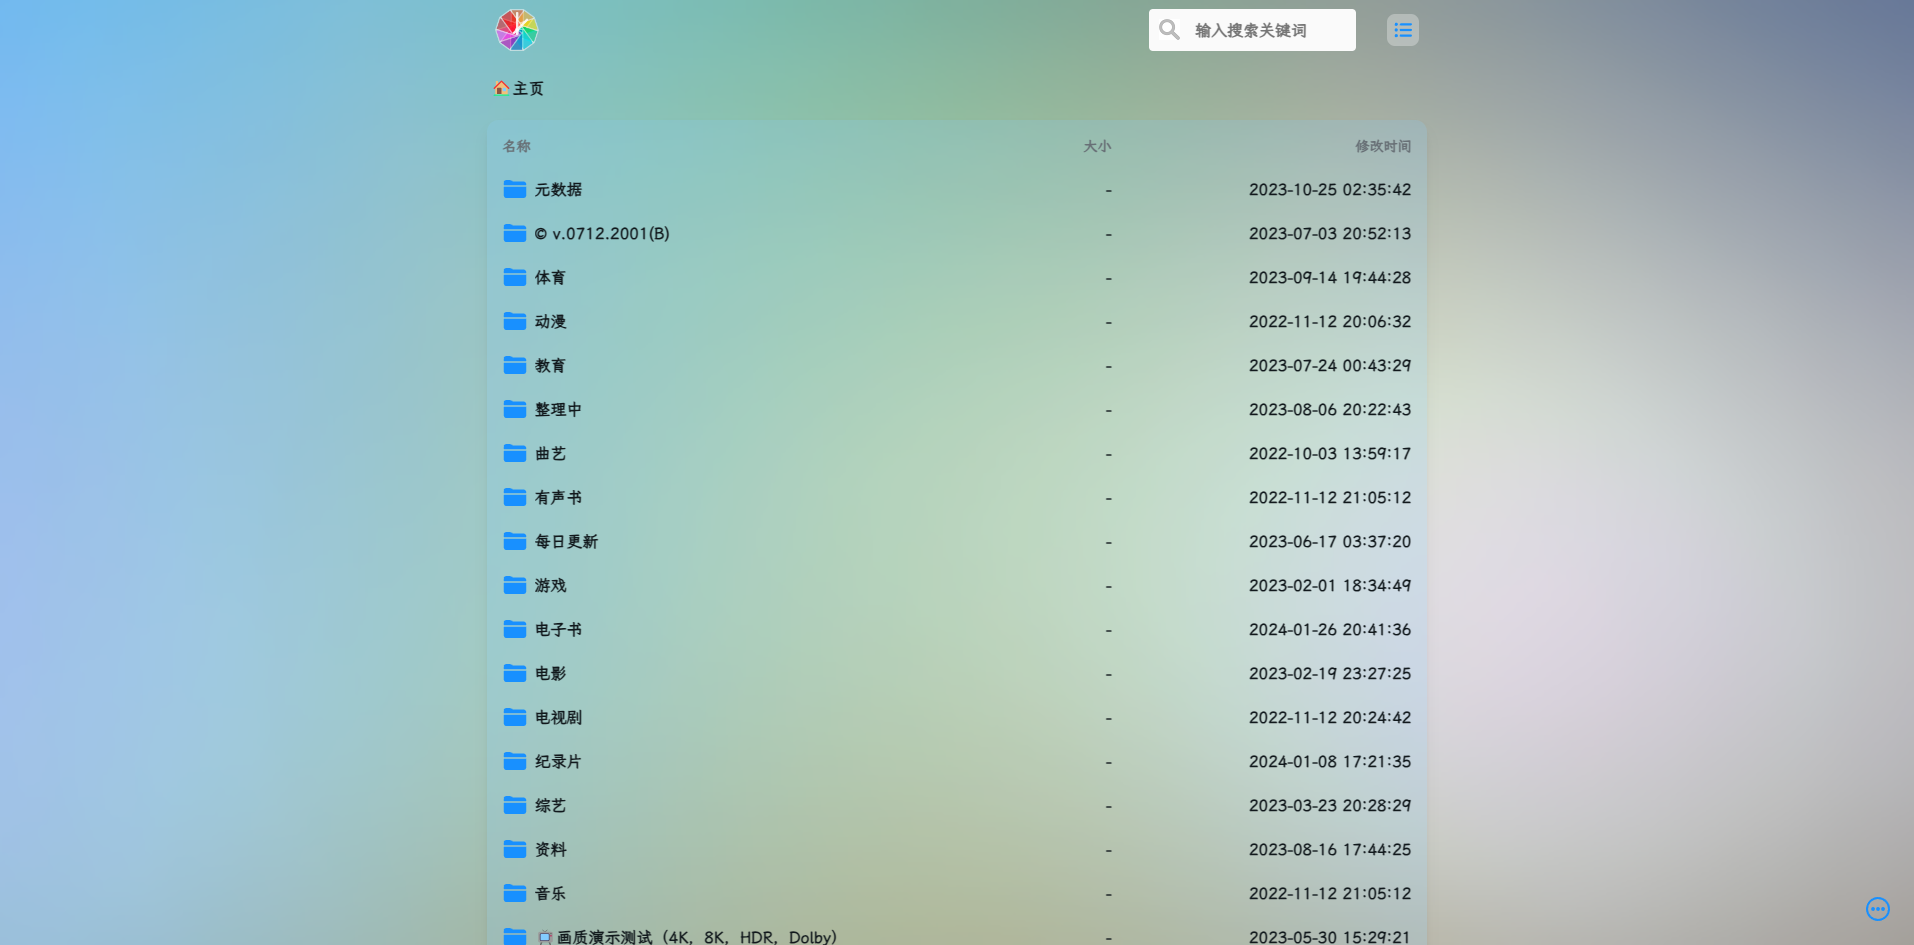 输入搜索关键词
主页
名称 大小 修改时间
元数据 - 2023-10-25 02:35:42
© v.0712.2001(B) - 2023-07-03 20:52:13
体育 - 2023-09-14 19:44:28
动漫 - 2022-11-12 20:06:32
教育 - 2023-07-24 00:43:29
整理中 - 2023-08-06 20:22:43
曲艺 - 2022-10-03 13:59:17
有声书 - 2022-11-12 21:05:12
每日更新 - 2023-06-17 03:37:20
游戏 - 2023-02-01 18:34:49
电子书 - 2024-01-26 20:41:36
电影 - 2023-02-19 23:27:25
电视剧 - 2022-11-12 20:24:42
纪录片 - 2024-01-08 17:21:35
综艺 - 2023-03-23 20:28:29
资料 - 2023-08-16 17:44:25
音乐 - 2022-11-12 21:05:12
画质演示测试（4K，8K，HDR，Dolby） - 2023-05-30 15:29:21